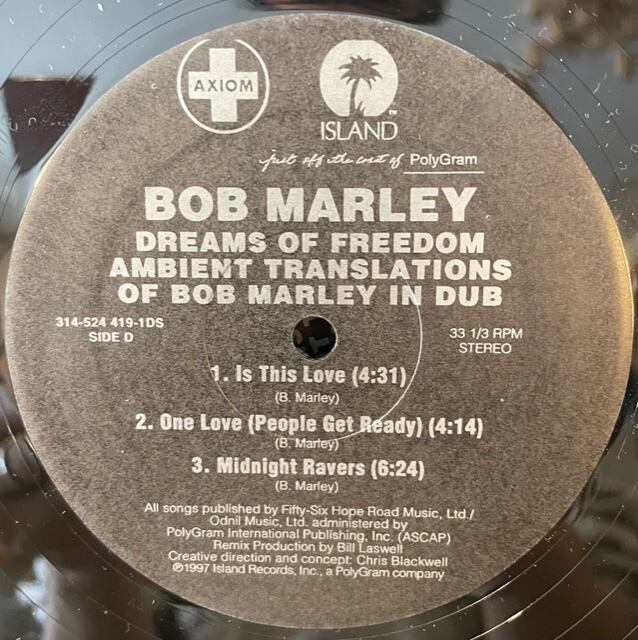 AXIOM
ISLAND
TM
just off the coast of PolyGram
BOB MARLEY
DREAMS OF FREEDOM
AMBIENT TRANSLATIONS
OF BOB MARLEY IN DUB
314-524 419-1DS
SIDE D
33 1/3 RPM
STEREO
1. Is This Love (4:31)
(B. Marley)
2. One Love (People Get Ready) (4:14)
(B. Marley)
3. Midnight Ravers (6:24)
(B. Marley)
All songs published by Fifty-Six Hope Road Music, Ltd./
Odnil Music, Ltd. administered by
PolyGram International Publishing, Inc. (ASCAP)
Remix Production by Bill Laswell
Creative direction and concept: Chris Blackwell
℗1997 Island Records, Inc., a PolyGram company